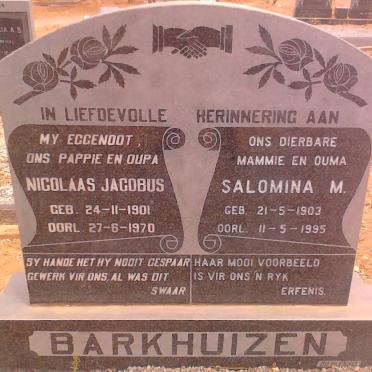 IN LIEFDEVOLLE HERINNERING AAN
MY EGGENOOT,
ONS PAPPIE EN OUPA
NICOLAAS JACOBUS
GEB. 24-11-1901
OORL. 27-6-1970
ONS DIERBARE
MAMMIE EN OUMA
SALOMINA M.
GEB. 21-5-1903
OORL. 11-5-1995
SY HANDE HET HY NOOIT GESPAAR
GEWERK VIR ONS, AL WAS DIT
SWAAR
HAAR MOOI VOORBEELD
IS VIR ONS 'N RYK
ERFENIS.
BARKHUIZEN